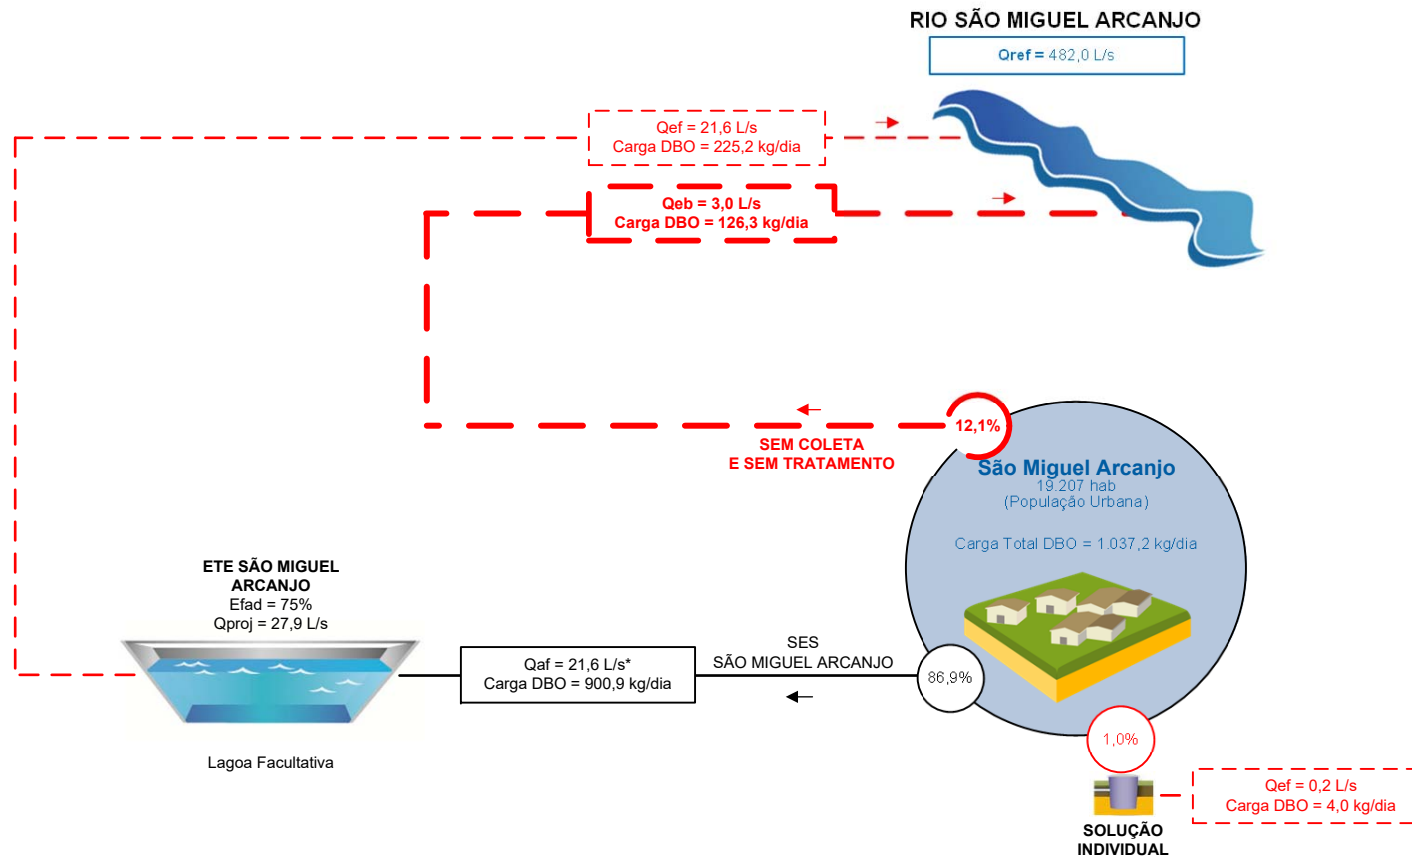 RIO SÃO MIGUEL ARCANJO
Qref = 482,0 L/s
Qef = 21,6 L/s
Carga DBO = 225,2 kg/dia
Qeb = 3,0 L/s
Carga DBO = 126,3 kg/dia
12,1%
SEM COLETA
E SEM TRATAMENTO
São Miguel Arcanjo
19.207 hab
(População Urbana)
Carga Total DBO = 1.037,2 kg/dia
ETE SÃO MIGUEL
ARCANJO
Efad = 75%
Qproj = 27,9 L/s
Lagoa Facultativa
Qaf = 21,6 L/s*
Carga DBO = 900,9 kg/dia
SES
SÃO MIGUEL ARCANJO
86,9%
1,0%
Qef = 0,2 L/s
Carga DBO = 4,0 kg/dia
SOLUÇÃO
INDIVIDUAL